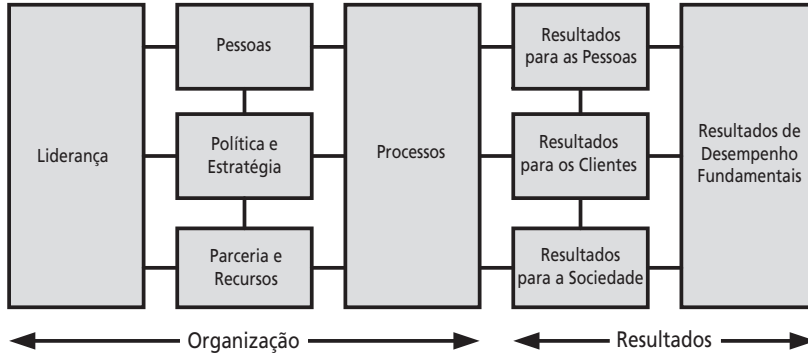 Liderança
Pessoas
Política e
Estratégia
Parceria e
Recursos
Processos
Resultados
para as Pessoas
Resultados
para os Clientes
Resultados
para a Sociedade
Resultados de
Desempenho
Fundamentais
Organização
Resultados